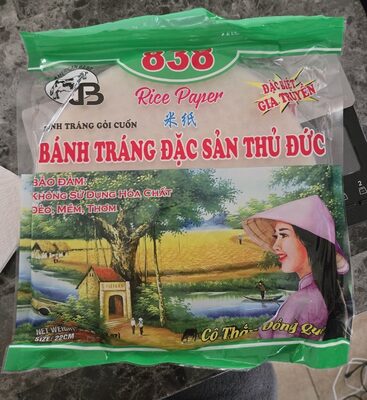 838
Rice Paper
米纸
ĐẶC BIỆT
GIA TRUYỀN
BÁNH TRÁNG GỎI CUỐN
BÁNH TRÁNG ĐẶC SẢN THỦ ĐỨC
BẢO ĐẢM:
KHÔNG SỬ DỤNG HÓA CHẤT
DẺO, MỀM, THƠM
NET WEIGHT
SIZE: 22CM
Cô Thắm Đồng Quê